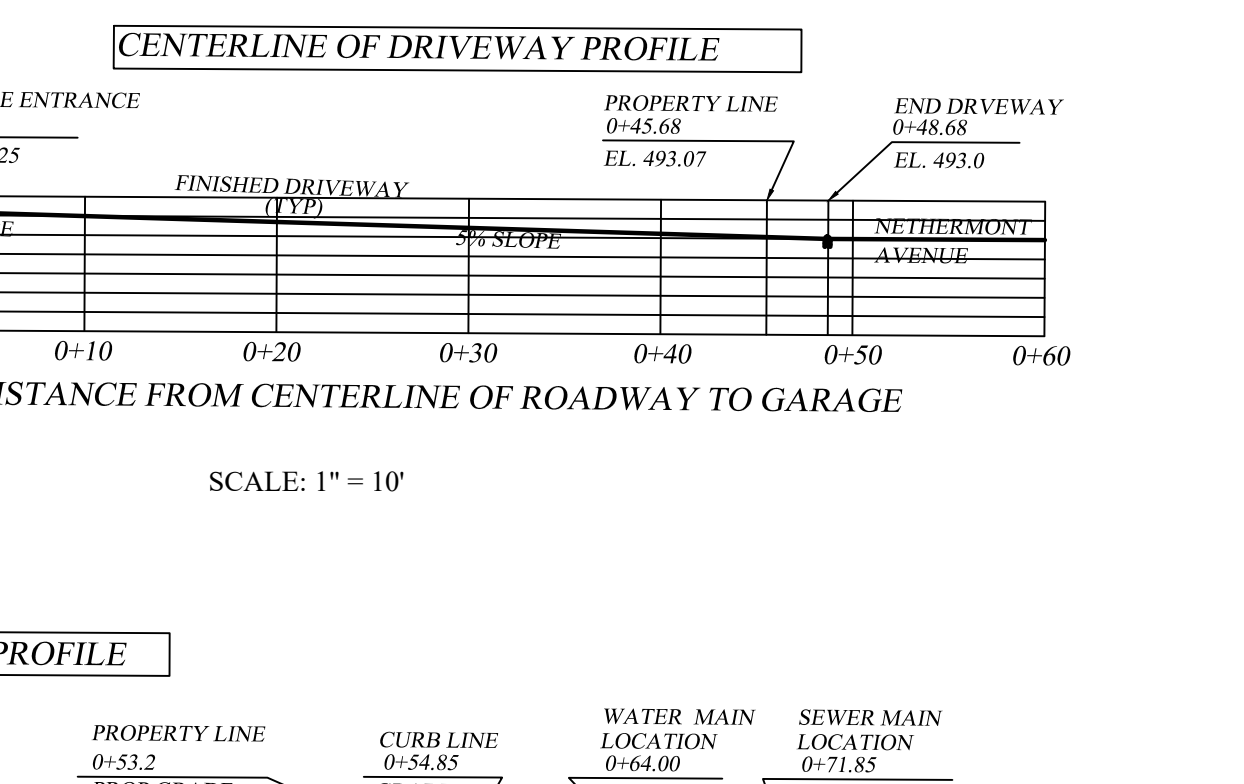 CENTERLINE OF DRIVEWAY PROFILE
E ENTRANCE
25
PROPERTY LINE
0+45.68
EL. 493.07
END DRVEWAY
0+48.68
EL. 493.0
FINISHED DRIVEWAY
(TYP)
E
5% SLOPE
NETHERMONT
AVENUE
0+10 0+20 0+30 0+40 0+50 0+60
ISTANCE FROM CENTERLINE OF ROADWAY TO GARAGE
SCALE: 1" = 10'
PROFILE
PROPERTY LINE
0+53.2
PROP GRADE
CURB LINE
0+54.85
WATER MAIN
LOCATION
0+64.00
SEWER MAIN
LOCATION
0+71.85